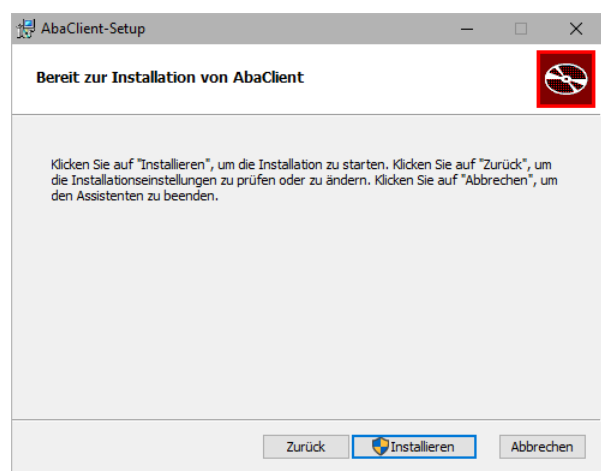 AbaClient-Setup
Bereit zur Installation von AbaClient
Klicken Sie auf "Installieren", um die Installation zu starten. Klicken Sie auf "Zurück", um
die Installationseinstellungen zu prüfen oder zu ändern. Klicken Sie auf "Abbrechen", um
den Assistenten zu beenden.
Zurück Installieren Abbrechen